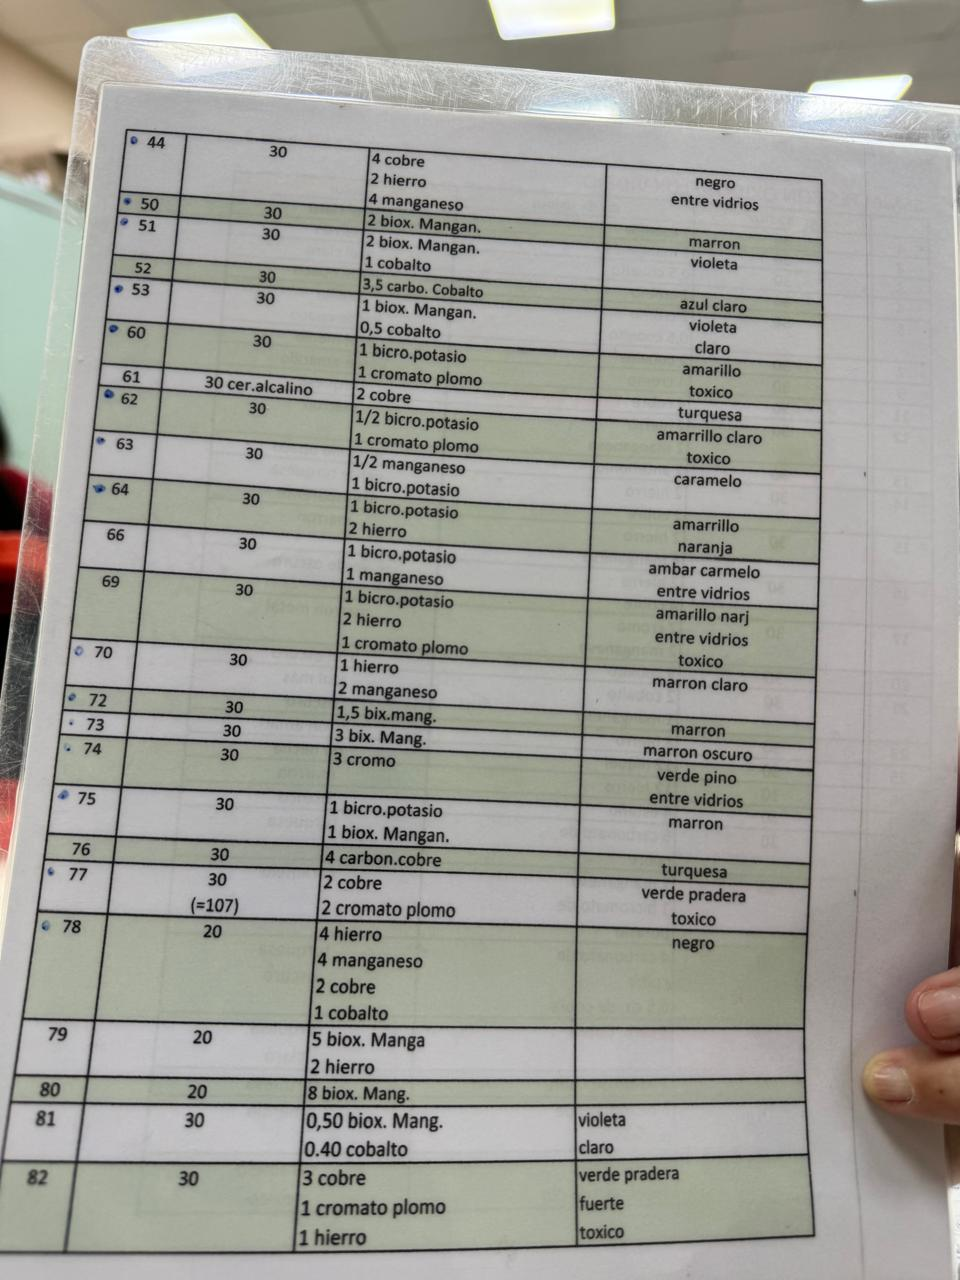 44 30 4 cobre negro
2 hierro entre vidrios
4 manganeso
50 30 2 biox. Mangan. marron
51 30 2 biox. Mangan. violeta
1 cobalto
52 30 3,5 carbo. Cobalto azul claro
53 30 1 biox. Mangan. violeta
0,5 cobalto claro
60 30 1 bicro.potasio amarillo
1 cromato plomo toxico
61 30 cer.alcalino 2 cobre turquesa
62 30 1/2 bicro.potasio amarrillo claro
1 cromato plomo toxico
63 30 1/2 manganeso caramelo
1 bicro.potasio
64 30 1 bicro.potasio amarrillo
2 hierro naranja
66 30 1 bicro.potasio ambar carmelo
1 manganeso entre vidrios
69 30 1 bicro.potasio amarillo narj
2 hierro entre vidrios
1 cromato plomo toxico
70 30 1 hierro marron claro
2 manganeso
72 30 1,5 bix.mang. marron
73 30 3 bix. Mang. marron oscuro
74 30 3 cromo verde pino
entre vidrios
75 30 1 bicro.potasio marron
1 biox. Mangan.
76 30 4 carbon.cobre turquesa
77 30 2 cobre verde pradera
(=107) 2 cromato plomo toxico
78 20 4 hierro negro
4 manganeso
2 cobre
1 cobalto
79 20 5 biox. Manga
2 hierro
80 20 8 biox. Mang.
81 30 0,50 biox. Mang. violeta
0.40 cobalto claro
82 30 3 cobre verde pradera
1 cromato plomo fuerte
1 hierro toxico